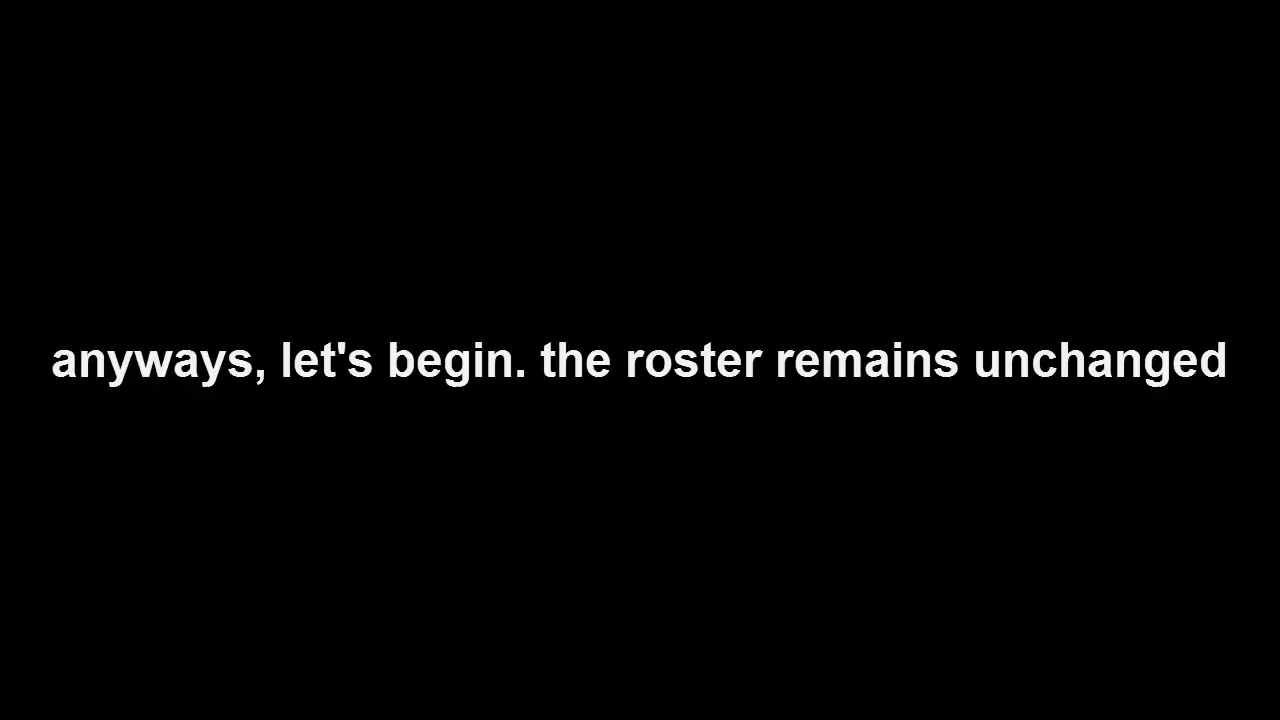 anyways, let's begin. the roster remains unchanged